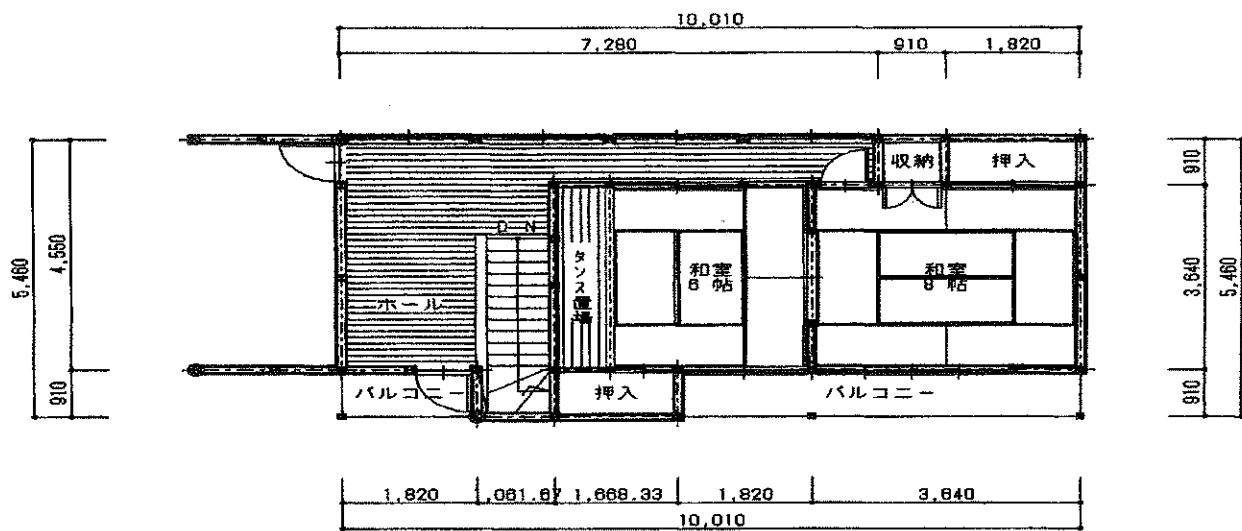 10,010
7,280 910 1,820
収納 押入
910
5,460
4,550
DN
タンス置場
和室
6 帖
和室
8 帖
ホール
3,640
5,460
910
バルコニー
押入
バルコニー
910
1,820 ,061.67 1,668.33 1,820 3,640
10,010